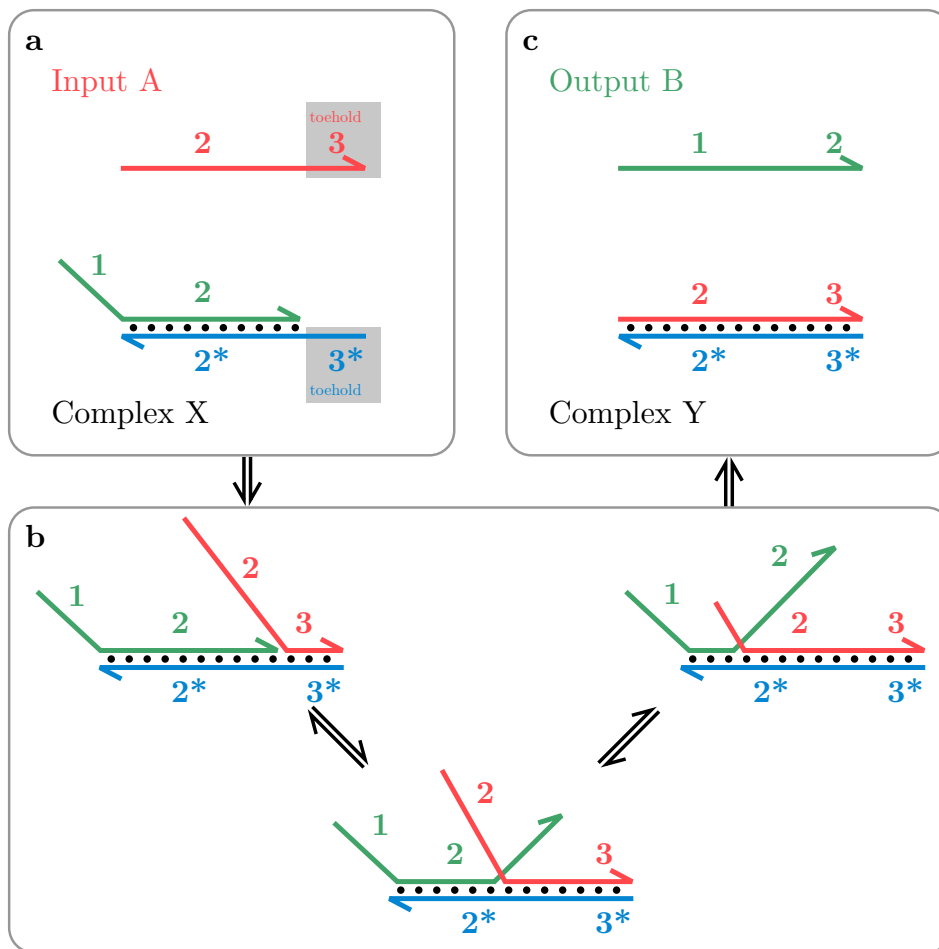 a
Input A
toehold
2 3
1
2
2* 3*
toehold
Complex X
c
Output B
1 2
2 3
2* 3*
Complex Y
b
1 2 2 3
2* 3*
1 2 2 3
2* 3*
1 2 2 3
2* 3*